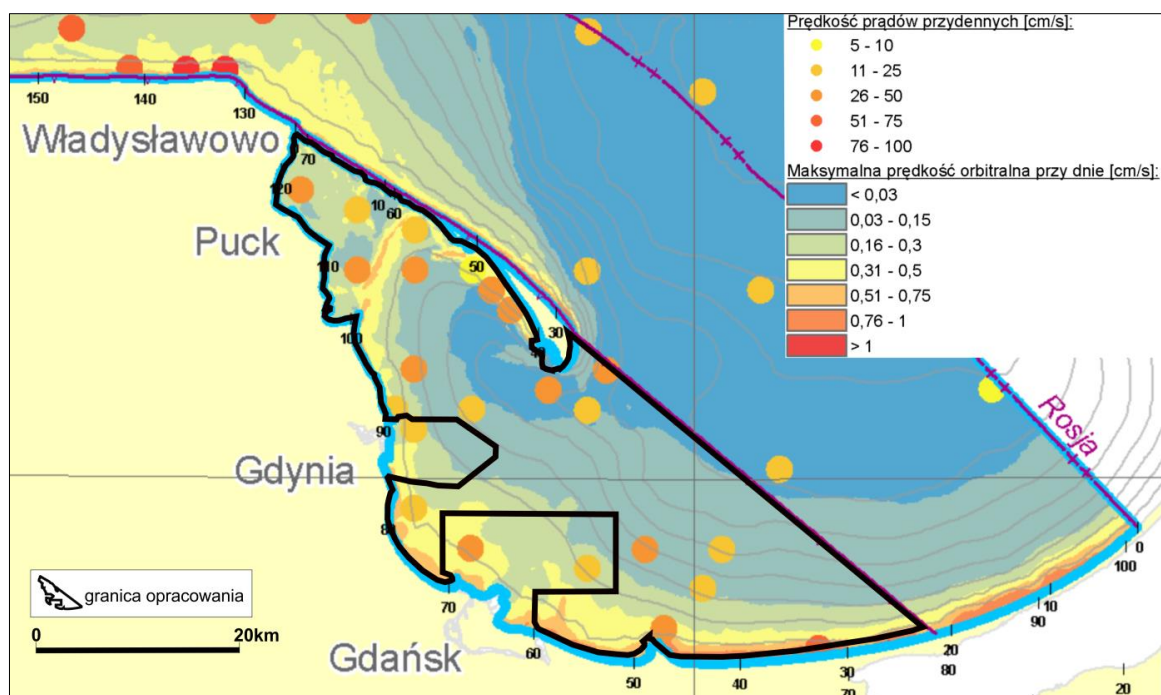 Prędkość prądów przydennych [cm/s]:
5 - 10
11 - 25
26 - 50
51 - 75
76 - 100
Maksymalna prędkość orbitralna przy dnie [cm/s]:
< 0,03
0,03 - 0,15
0,16 - 0,3
0,31 - 0,5
0,51 - 0,75
0,76 - 1
> 1
150
140
130
Władysławowo
70
120
10
60
Puck
50
110
30
100
Rosja
90
Gdynia
80
0
100
granica opracowania
10
90
70
0
20km
60
20
80
Gdańsk
50
40
30
70
20